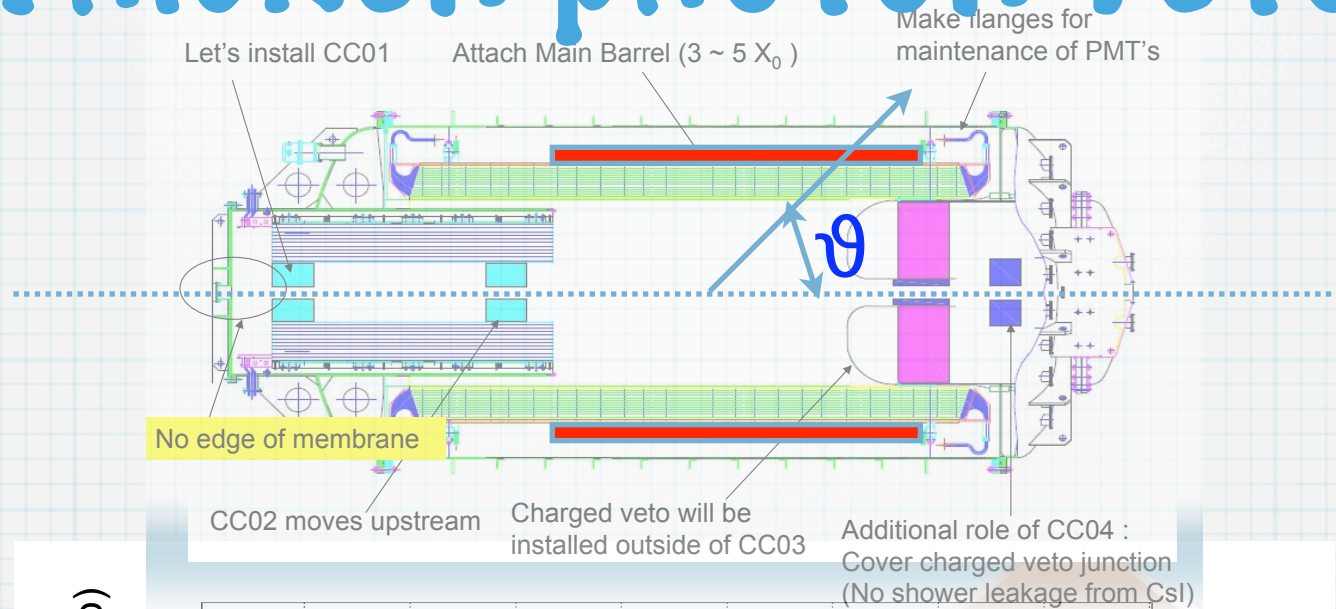 Make flanges for
Let's install CC01
Attach Main Barrel (3 ~ 5 X₀ )
maintenance of PMT's
ϑ
No edge of membrane
CC02 moves upstream
Charged veto will be
installed outside of CC03
Additional role of CC04 :
Cover charged veto junction
(No shower leakage from CsI)